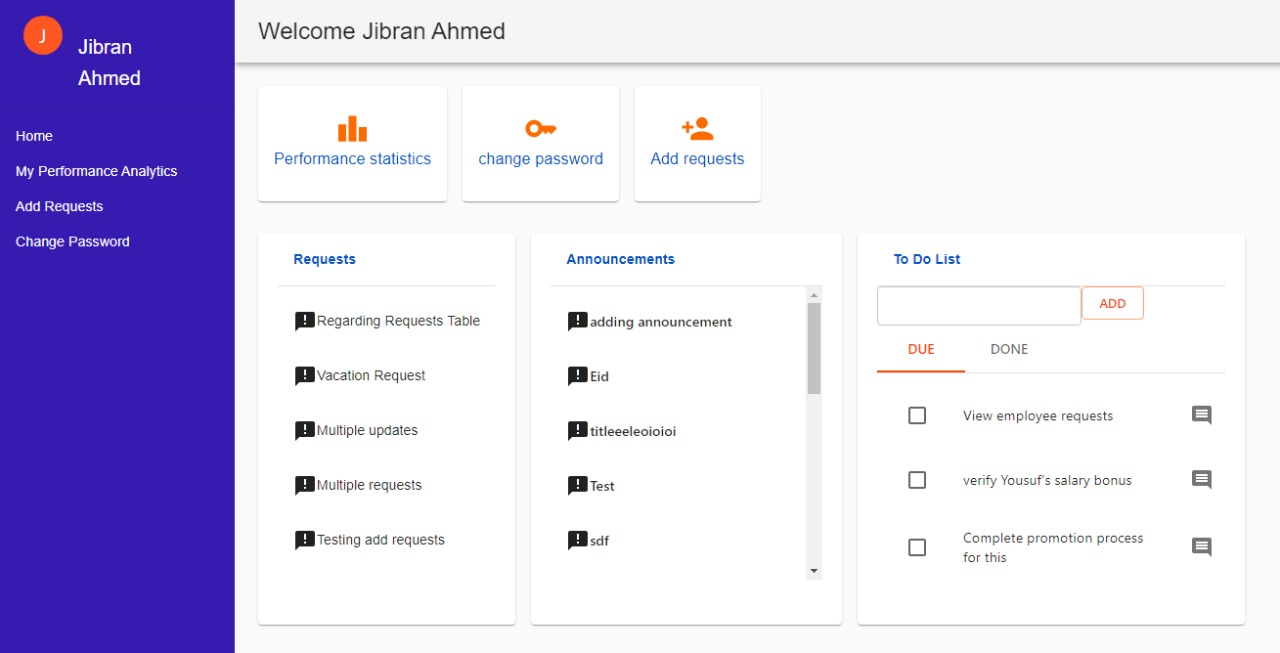 J
Jibran
Ahmed
Home
My Performance Analytics
Add Requests
Change Password
Welcome Jibran Ahmed
Performance statistics
change password
Add requests
Requests
Regarding Requests Table
Vacation Request
Multiple updates
Multiple requests
Testing add requests
Announcements
adding announcement
Eid
titleeeleoioioi
Test
sdf
To Do List
ADD
DUE
DONE
View employee requests
verify Yousuf's salary bonus
Complete promotion process
for this